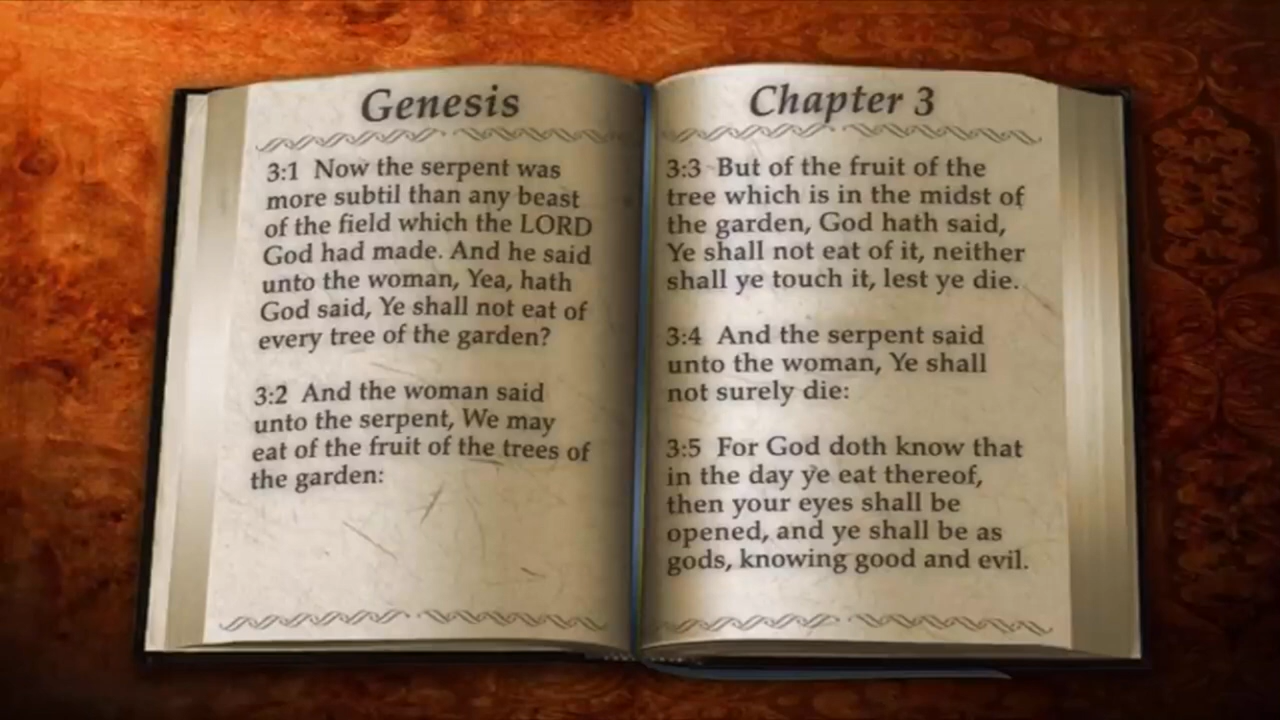 Genesis
3:1 Now the serpent was
more subtil than any beast
of the field which the LORD
God had made. And he said
unto the woman, Yea, hath
God said, Ye shall not eat of
every tree of the garden?
3:2 And the woman said
unto the serpent, We may
eat of the fruit of the trees of
the garden:
Chapter 3
3:3 But of the fruit of the
tree which is in the midst of
the garden, God hath said,
Ye shall not eat of it, neither
shall ye touch it, lest ye die.
3:4 And the serpent said
unto the woman, Ye shall
not surely die:
3:5 For God doth know that
in the day ye eat thereof,
then your eyes shall be
opened, and ye shall be as
gods, knowing good and evil.